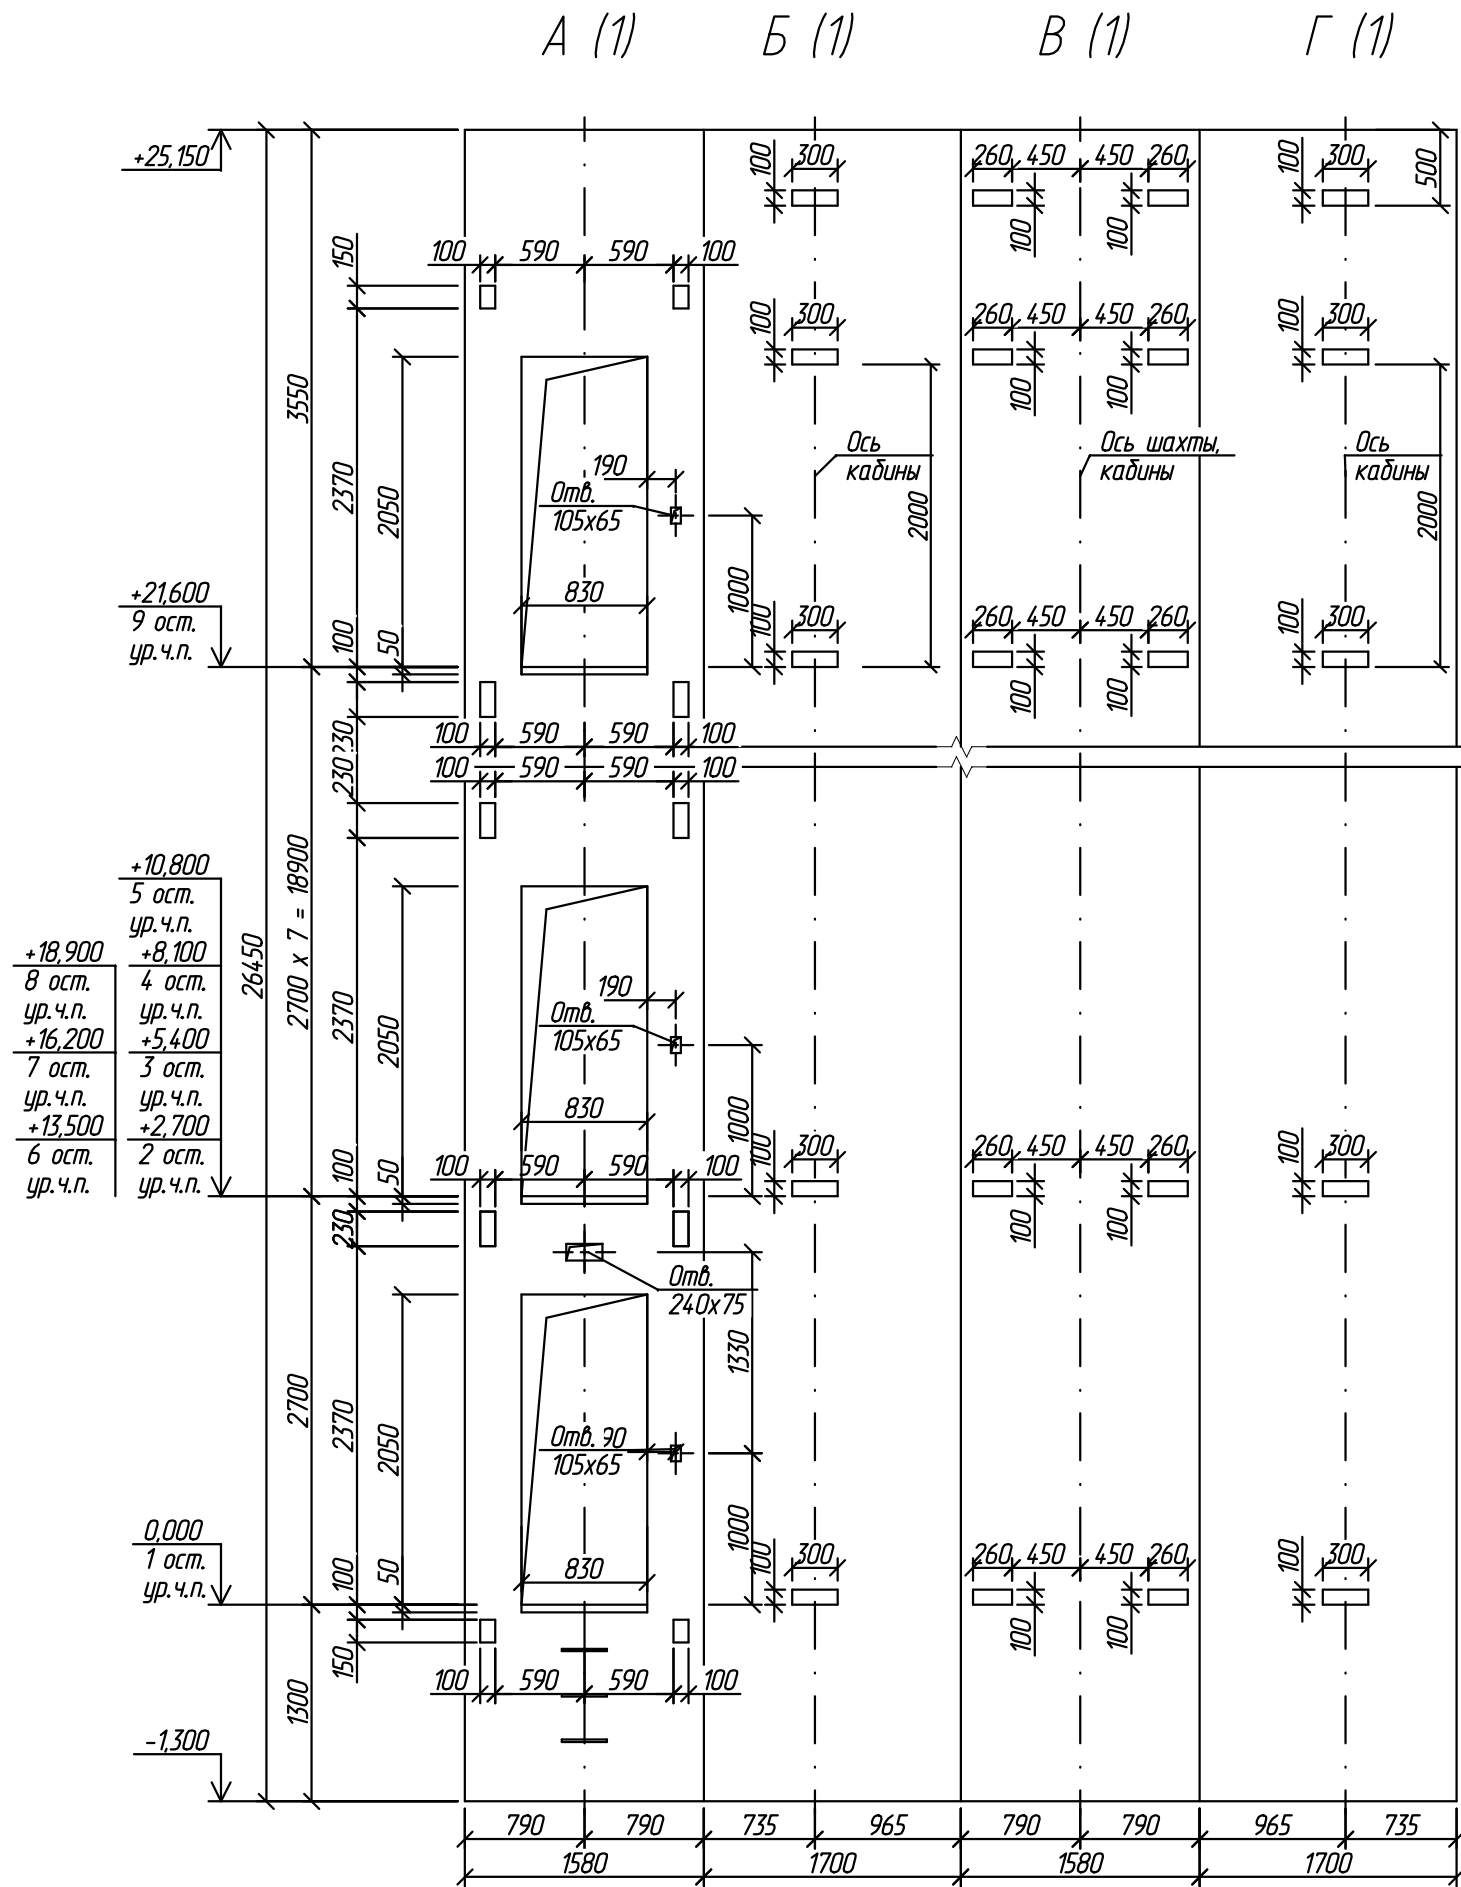 А (1) Б (1) В (1) Г (1)
+25,150
100 300 260 450 450 260 100 300 500
100 100
150 100 590 590 100
100 300 260 450 450 260 100 300
100 100
3550
Ось кабины
Ось шахты, кабины
Ось кабины
2370 2050 190
Отв.
105х65
2000 2000
+21,600
9 ост.
ур.ч.п.
830 1000
100 50 100 300 260 450 450 260 100 300
100 100
230 100 590 590 100
230 100 590 590 100
+10,800
5 ост.
ур.ч.п.
+18,900 +8,100
8 ост. 4 ост.
ур.ч.п. ур.ч.п.
+16,200 +5,400
7 ост. 3 ост.
ур.ч.п. ур.ч.п.
+13,500 +2,700
6 ост. 2 ост.
ур.ч.п. ур.ч.п.
26450
2700 х 7 = 18900
2370 2050 190
Отв.
105х65
830 1000
100 50 100 590 590 100 100 300 260 450 450 260 100 300
100 100
230
Отв.
240х75
1330
2700 2370 2050
Отв. 90
105х65
0,000
1 ост.
ур.ч.п.
830 1000
100 50 100 300 260 450 450 260 100 300
100 100
150 100 590 590 100
1300
-1,300
790 790 735 965 790 790 965 735
1580 1700 1580 1700